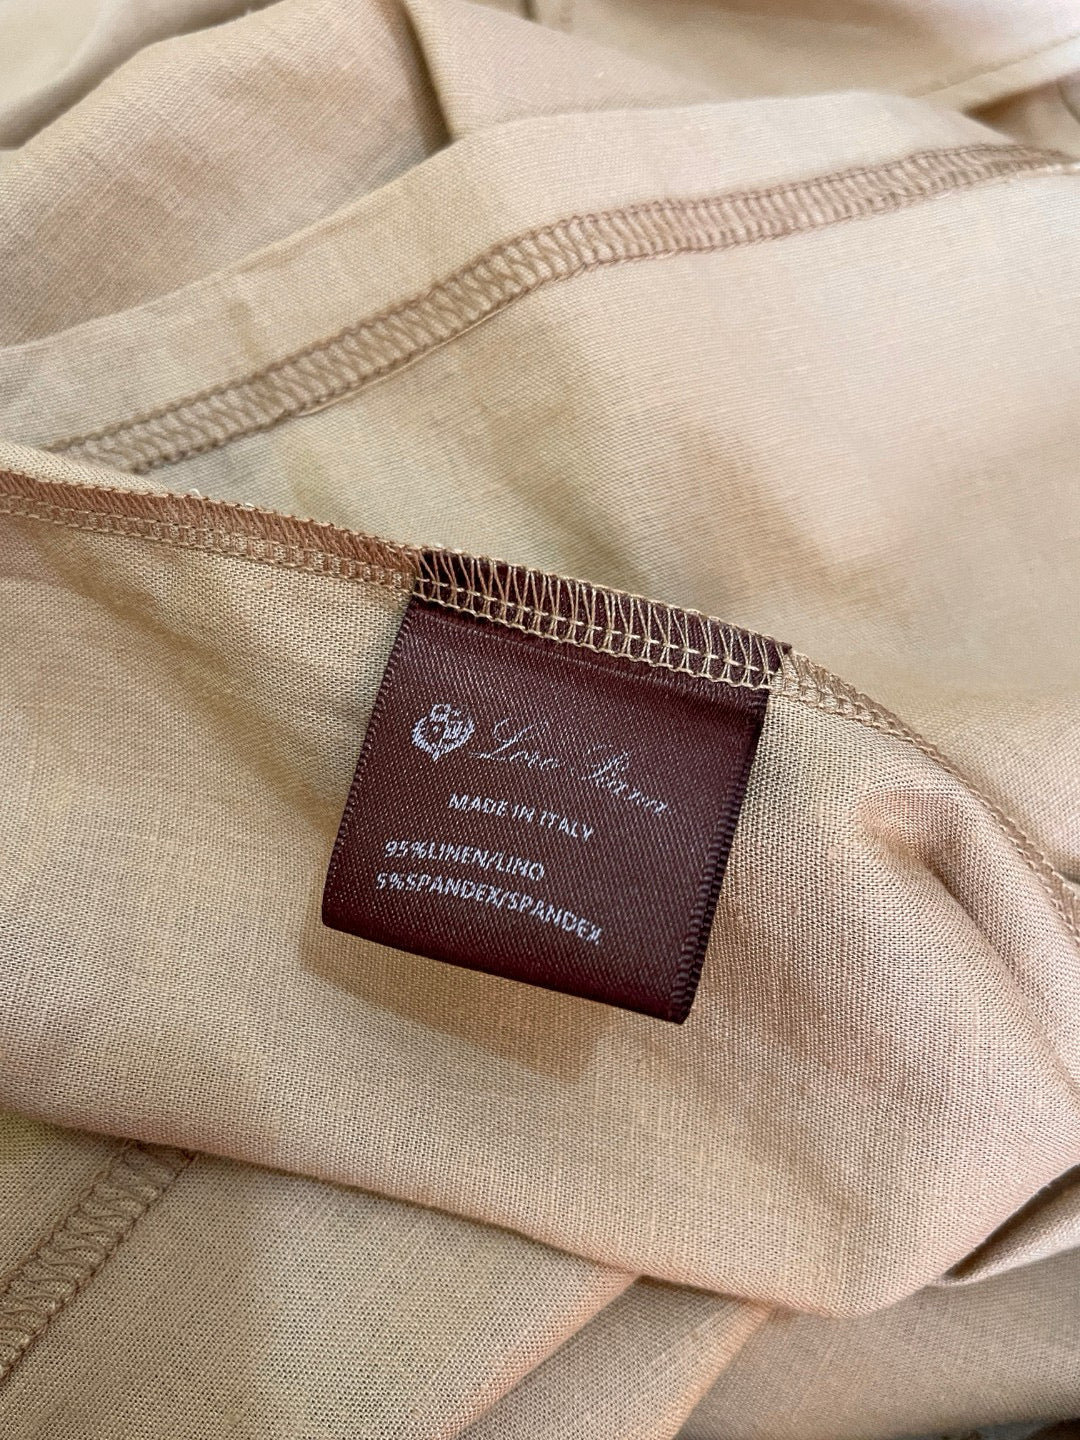 Loro Piana
MADE IN ITALY
95%LINEN/LINO
5%SPANDEX/SPANDEX